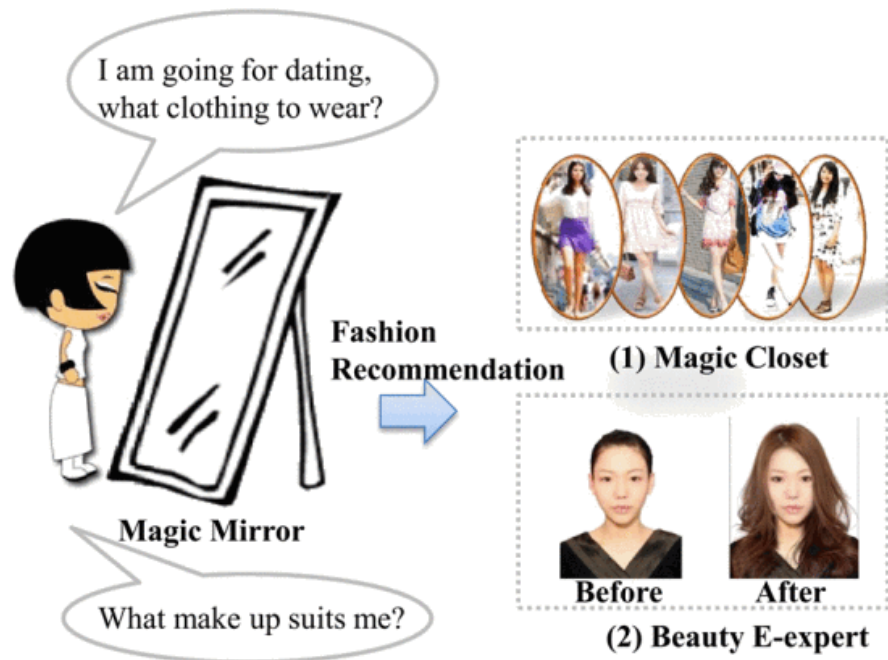 I am going for dating,
what clothing to wear?
Fashion
Recommendation
(1) Magic Closet
Magic Mirror
Before
After
What make up suits me?
(2) Beauty E-expert